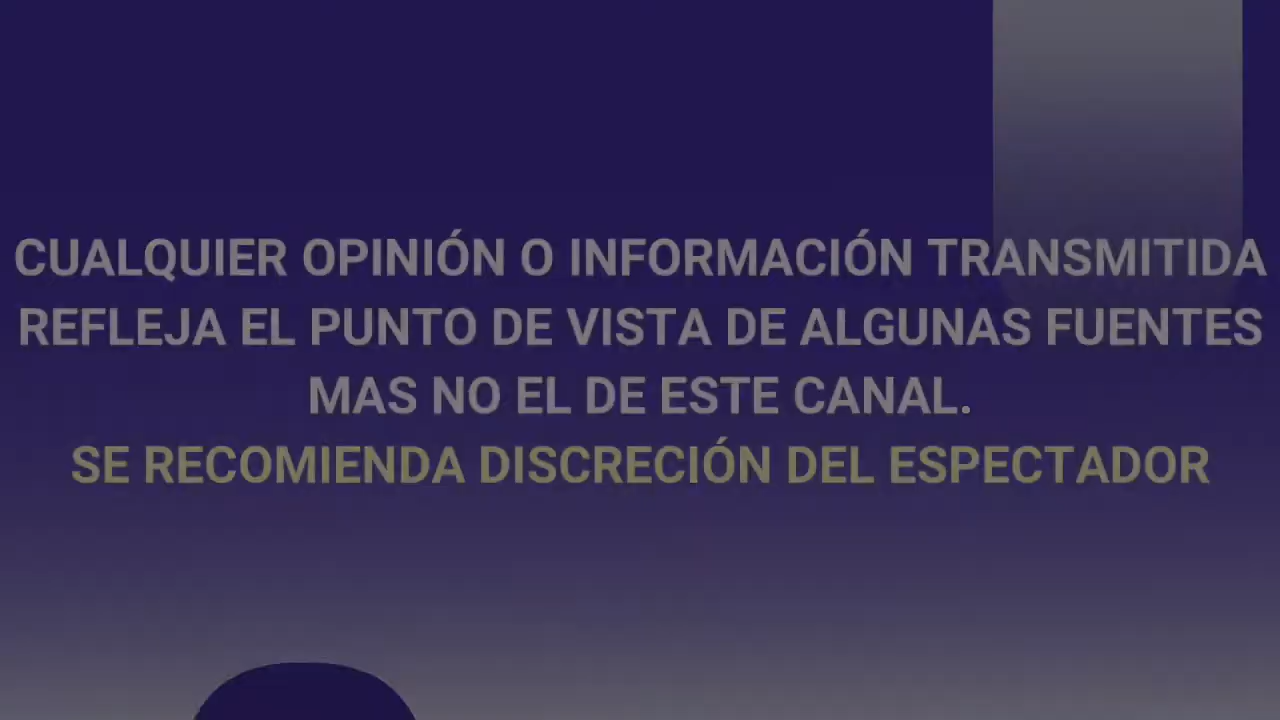 CUALQUIER OPINIÓN O INFORMACIÓN TRANSMITIDA
REFLEJA EL PUNTO DE VISTA DE ALGUNAS FUENTES
MAS NO EL DE ESTE CANAL.
SE RECOMIENDA DISCRECIÓN DEL ESPECTADOR